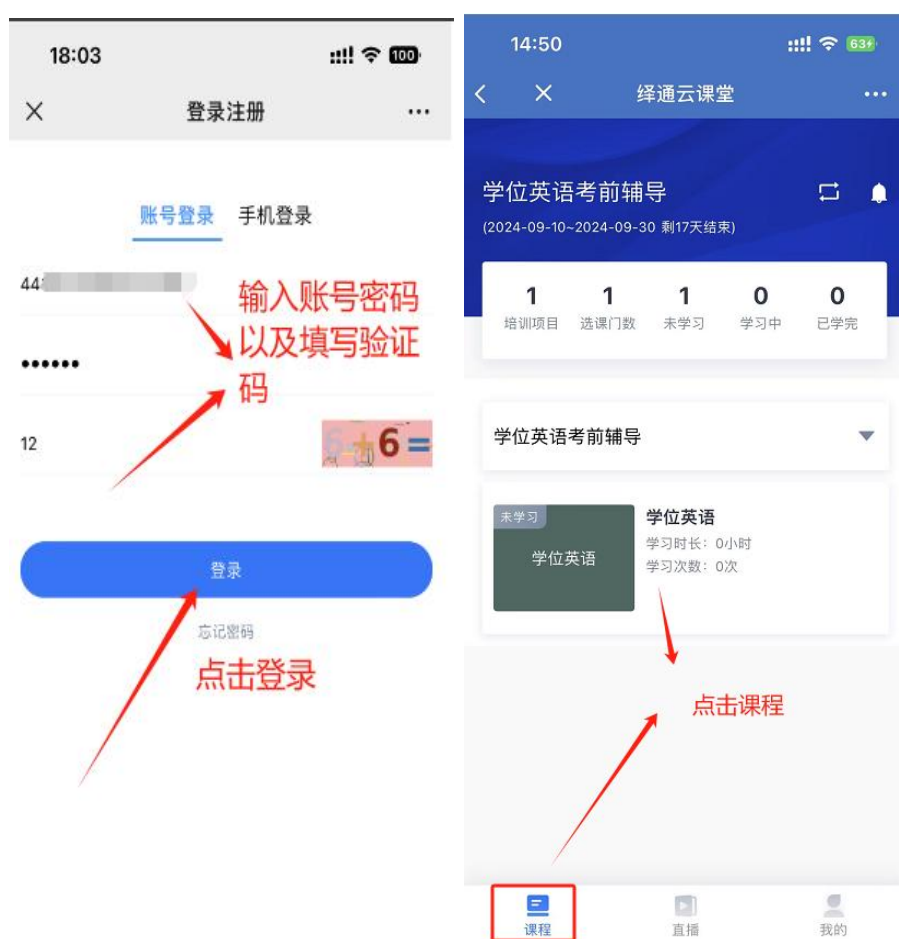 18:03
100
登录注册
账号登录 手机登录
44
输入账号密码
以及填写验证
码
••••••
12
6+6=
登录
忘记密码
点击登录
14:50
63
绎通云课堂
学位英语考前辅导
(2024-09-10~2024-09-30 剩17天结束)
1 1 1 0 0
培训项目 选课门数 未学习 学习中 已学完
学位英语考前辅导
未学习
学位英语
学位英语
学习时长：0小时
学习次数：0次
点击课程
课程 直播 我的